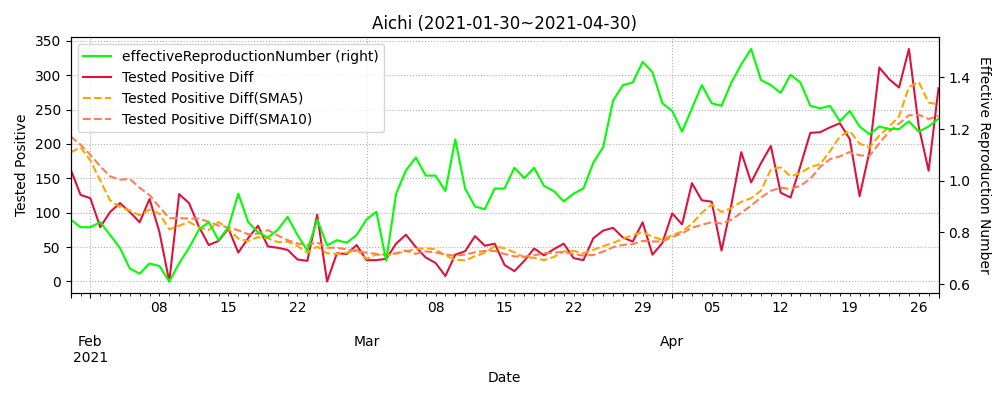 Aichi (2021-01-30~2021-04-30)
effectiveReproductionNumber (right)
Tested Positive Diff
Tested Positive Diff(SMA5)
Tested Positive Diff(SMA10)
Tested Positive
350
300
250
200
150
100
50
0
1.4
1.2
1.0
0.8
0.6
Effective Reproduction Number
08 15 22 08 15 22 29 05 12 19 26
Feb Mar Apr
2021
Date